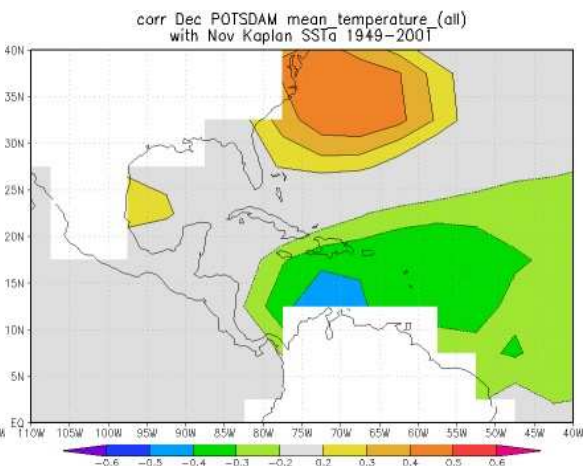 corr Dec POTSDAM mean_temperature_(all)
with Nov Kaplan SSTa 1949-2001
40N
35N
30N
25N
20N
15N
10N
5N
EQ
W 110W 105W 100W 95W 90W 85W 80W 75W 70W 65W 60W 55W 50W 45W 40W
-0.6 -0.5 -0.4 -0.3 -0.2 0.2 0.3 0.4 0.5 0.6